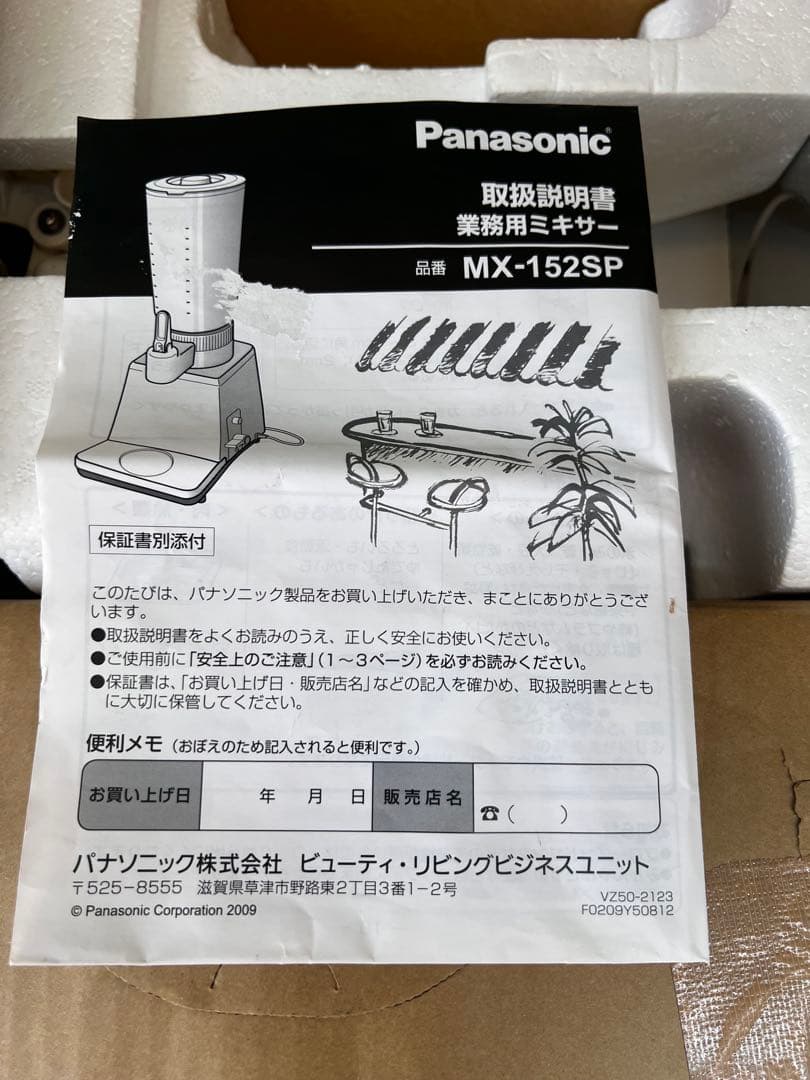 Panasonic®
取扱説明書
業務用ミキサー
品番 MX-152SP
保証書別添付
このたびは、パナソニック製品をお買い上げいただき、まことにありがとうござ
います。
●取扱説明書をよくお読みのうえ、正しく安全にお使いください。
●ご使用前に「安全上のご注意」(1〜3ページ)を必ずお読みください。
●保証書は、「お買い上げ日・販売店名」などの記入を確かめ、取扱説明書ととも
に大切に保管してください。
便利メモ(おぼえのため記入されると便利です。)
お買い上げ日 年 月 日 販売店名 ☎( )
パナソニック株式会社 ビューティ・リビングビジネスユニット
〒525-8555 滋賀県草津市野路東2丁目3番1-2号
© Panasonic Corporation 2009
VZ50-2123
F0209Y50812